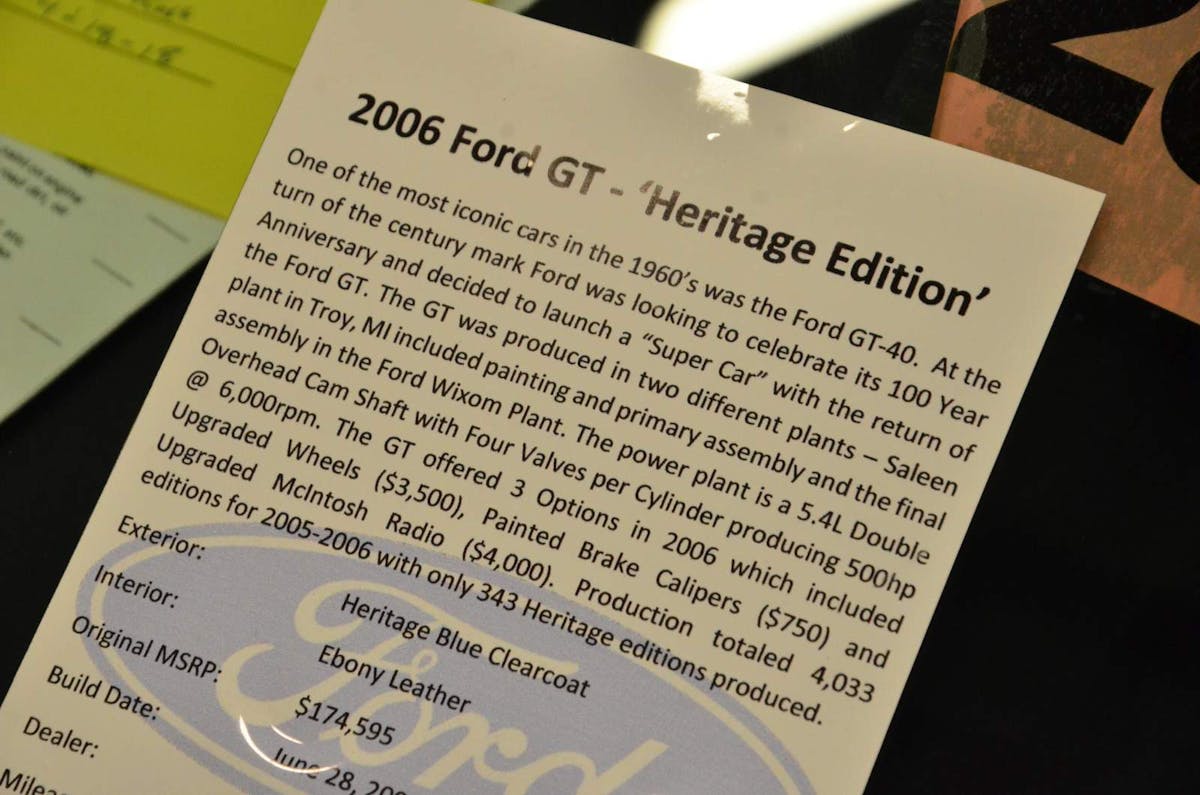 2006 Ford GT - ‘Heritage Edition’
One of the most iconic cars in the 1960’s was the Ford GT-40. At the
turn of the century mark Ford was looking to celebrate its 100 Year
Anniversary and decided to launch a “Super Car” with the return of
the Ford GT. The GT was produced in two different plants – Saleen
plant in Troy, MI included painting and primary assembly and the final
assembly in the Ford Wixom Plant. The power plant is a 5.4L Double
Overhead Cam Shaft with Four Valves per Cylinder producing 500hp
@ 6,000rpm. The GT offered 3 Options in 2006 which included
Upgraded Wheels ($3,500), Painted Brake Calipers ($750) and
Upgraded McIntosh Radio ($4,000). Production totaled 4,033
editions for 2005-2006 with only 343 Heritage editions produced.
Exterior: Heritage Blue Clearcoat
Interior: Ebony Leather
Original MSRP: $174,595
Build Date: June 28,
Dealer:
Ford